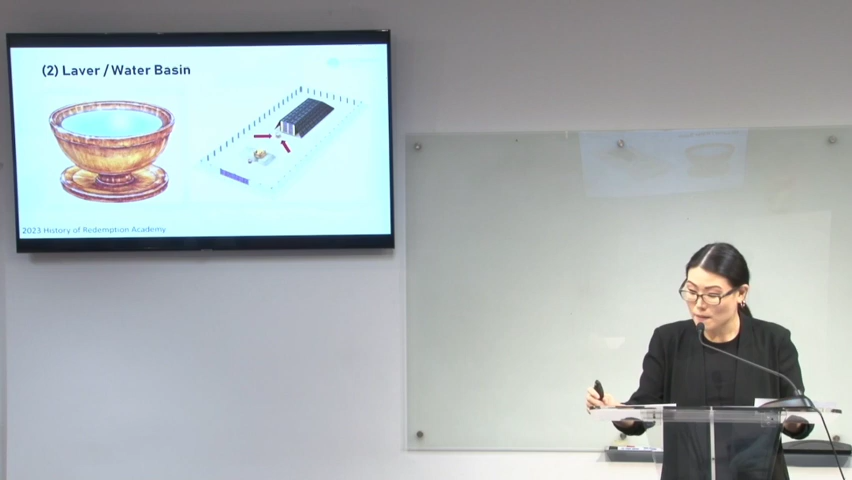 (2) Laver / Water Basin
2023 History of Redemption Academy